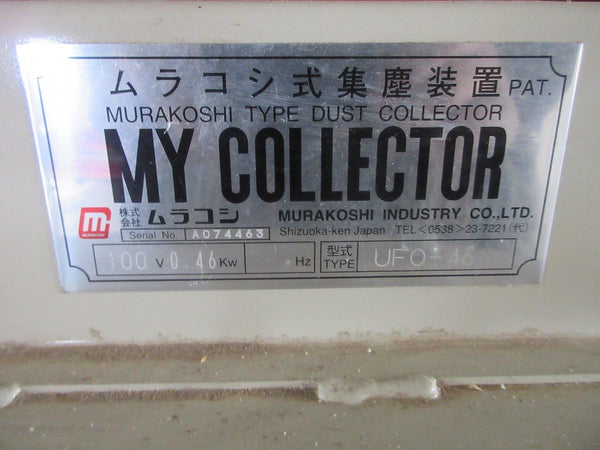 ムラコシ式集塵装置 PAT.
MURAKOSHI TYPE DUST COLLECTOR
MY COLLECTOR
株式会社 ムラコシ MURAKOSHI INDUSTRY CO.,LTD.
Serial No. A074463 Shizuoka-ken Japan / TEL<0538>23-7221(代)
100 V 0.46 Kw Hz 型式 TYPE UFO-46